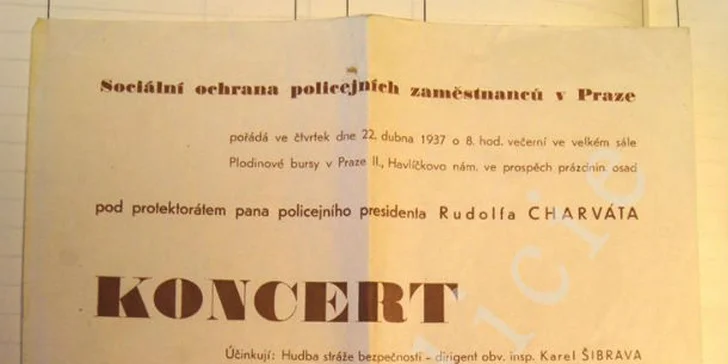 Sociální ochrana policejních zaměstnanců v Praze
pořádá ve čtvrtek dne 22. dubna 1937 o 8. hod. večerní ve velkém sále
Plodinové bursy v Praze II., Havlíčkovo nám. ve prospěch prázdnin. osad
pod protektorátem pana policejního presidenta Rudolfa CHARVÁTA
KONCERT
Účinkují: Hudba stráže bezpečnosti – dirigent obv. insp. Karel ŠIBRAVA